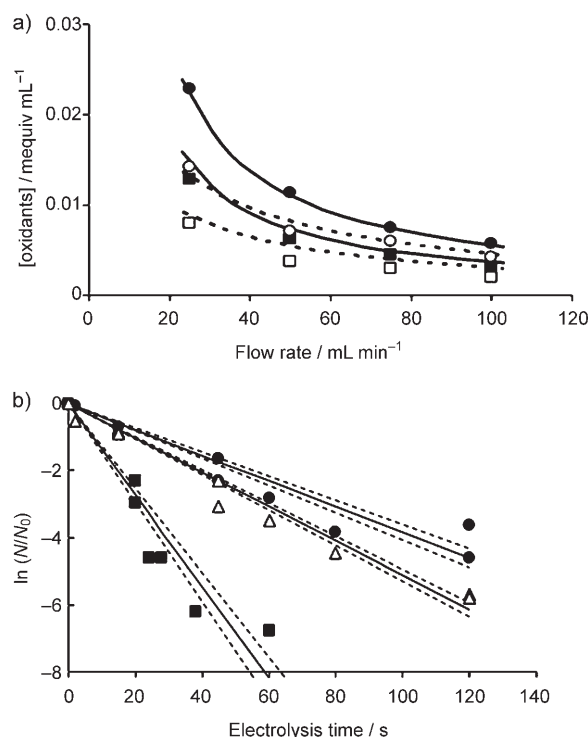 a)
0.03
0.02
0.01
0
[oxidants] / mequiv mL⁻¹
0 20 40 60 80 100 120
Flow rate / mL min⁻¹
b)
0
−2
−4
−6
−8
ln (N/N₀)
0 20 40 60 80 100 120 140
Electrolysis time / s